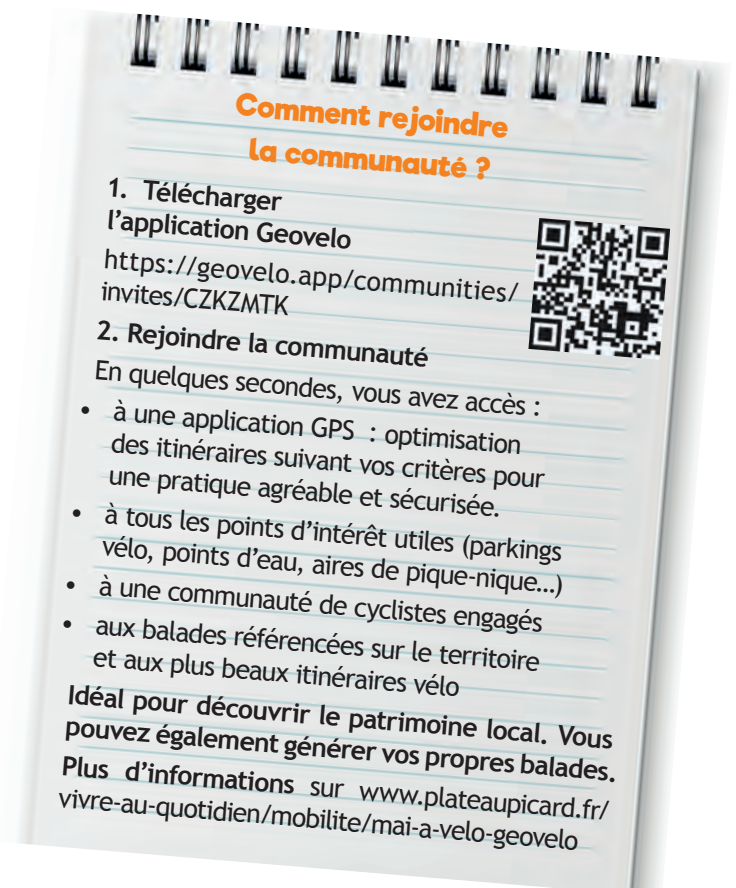 Comment rejoindre
la communauté ?
1. Télécharger
l'application Geovelo
https://geovelo.app/communities/
invites/CZKZMTK
2. Rejoindre la communauté
En quelques secondes, vous avez accès :
• à une application GPS : optimisation
des itinéraires suivant vos critères pour
une pratique agréable et sécurisée.
• à tous les points d'intérêt utiles (parkings
vélo, points d'eau, aires de pique-nique...)
• à une communauté de cyclistes engagés
• aux balades référencées sur le territoire
et aux plus beaux itinéraires vélo
Idéal pour découvrir le patrimoine local. Vous
pouvez également générer vos propres balades.
Plus d'informations sur www.plateaupicard.fr/
vivre-au-quotidien/mobilite/mai-a-velo-geovelo